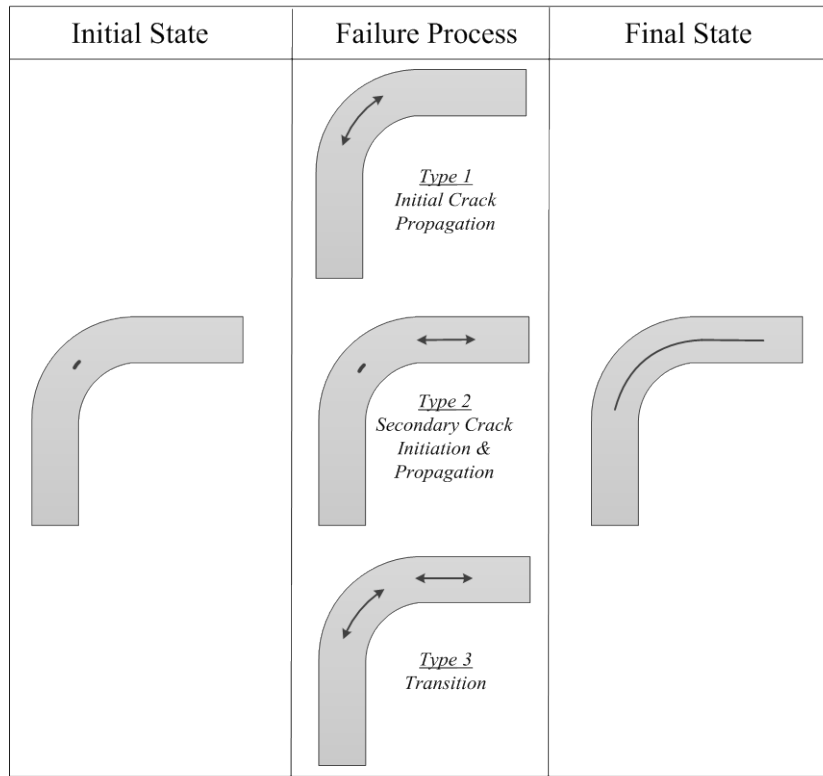 Initial State
Failure Process
Final State
Type 1
Initial Crack
Propagation
Type 2
Secondary Crack
Initiation &
Propagation
Type 3
Transition